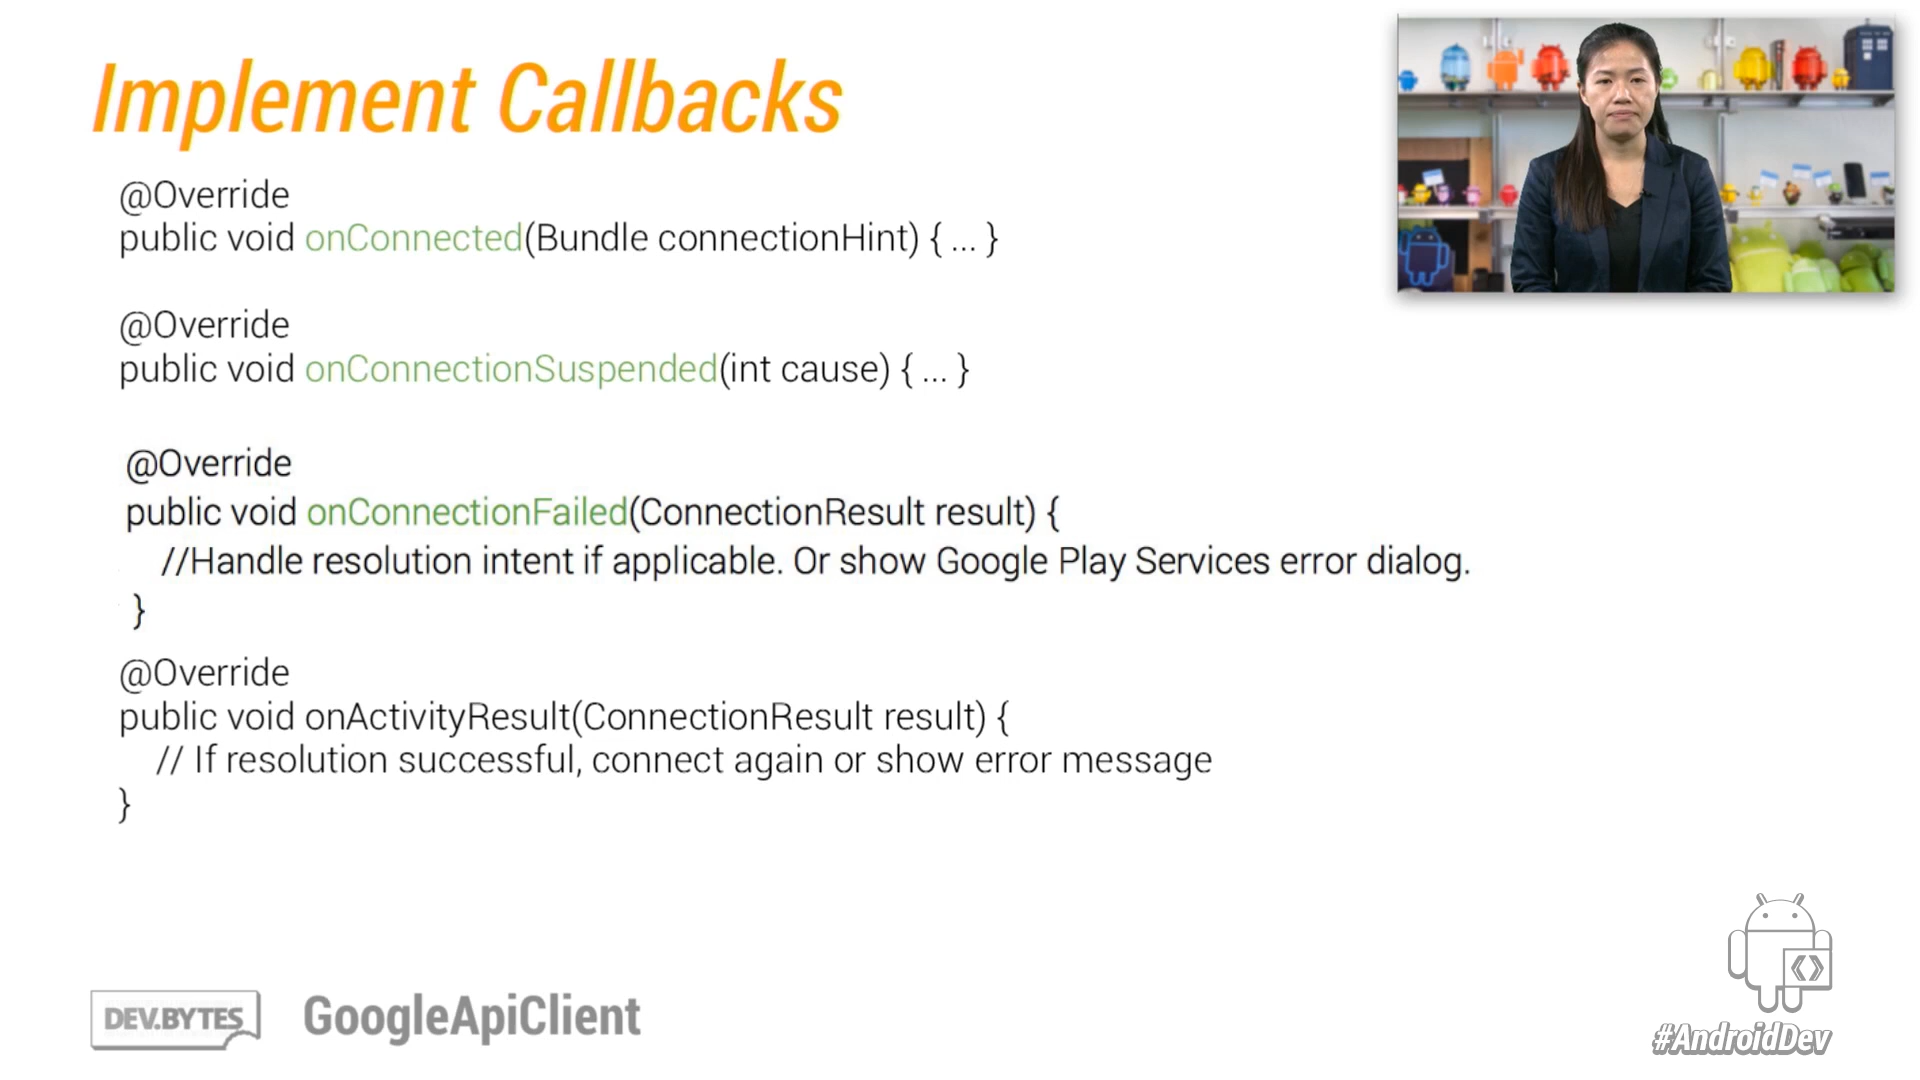 Implement Callbacks
@Override
public void onConnected(Bundle connectionHint) { ... }
@Override
public void onConnectionSuspended(int cause) { ... }
@Override
public void onConnectionFailed(ConnectionResult result) {
//Handle resolution intent if applicable. Or show Google Play Services error dialog.
}
@Override
public void onActivityResult(ConnectionResult result) {
// If resolution successful, connect again or show error message
}
DEV.BYTES GoogleApiClient
#AndroidDev